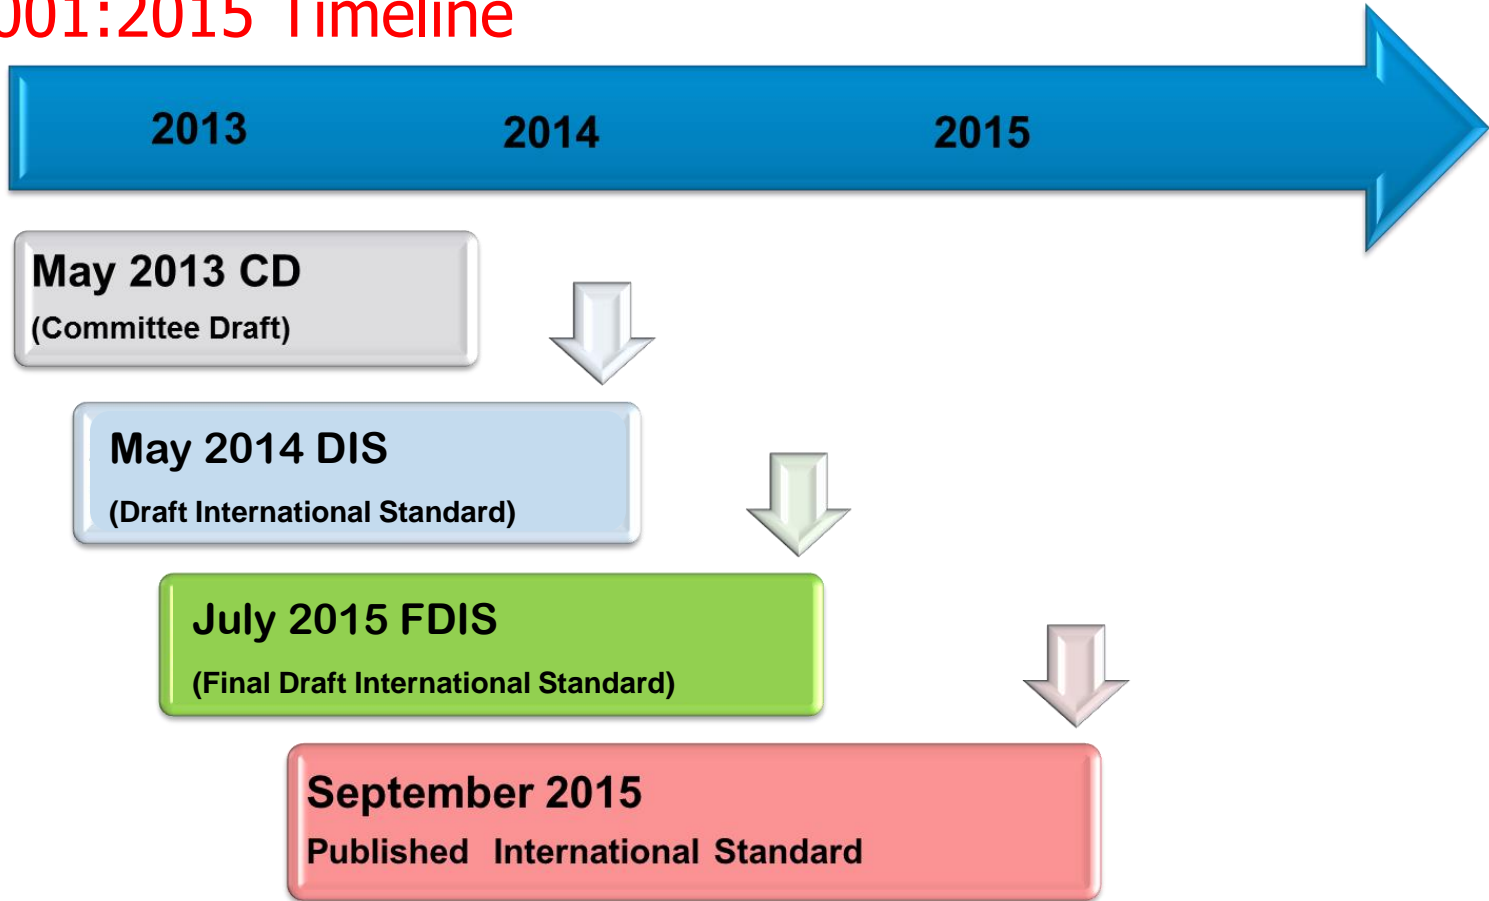 001:2015 Timeline
2013 2014 2015
May 2013 CD
(Committee Draft)
May 2014 DIS
(Draft International Standard)
July 2015 FDIS
(Final Draft International Standard)
September 2015
Published International Standard